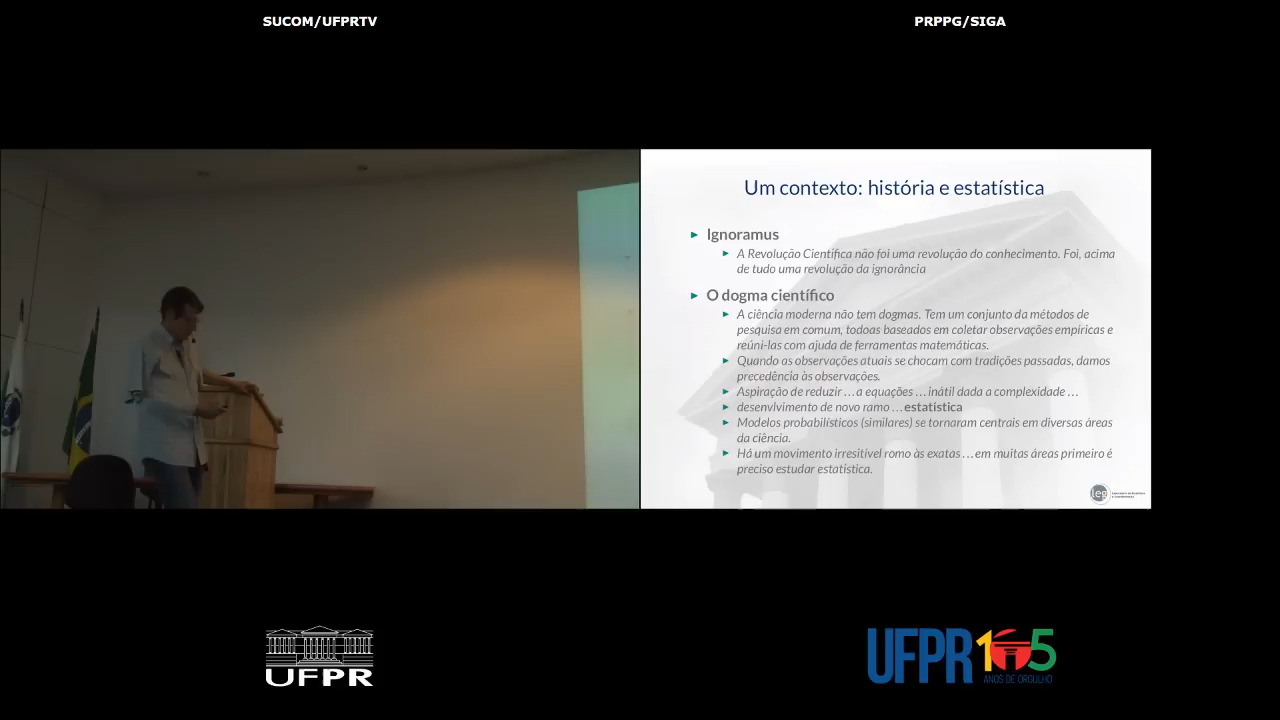 SUCOM/UFPRTV
PRPPG/SIGA
Um contexto: história e estatística
Ignoramus
A Revolução Científica não foi uma revolução do conhecimento. Foi, acima
de tudo uma revolução da ignorância
O dogma científico
A ciência moderna não tem dogmas. Tem um conjunto da métodos de
pesquisa em comum, todoas baseados em coletar observações empíricas e
reúni-las com ajuda de ferramentas matemáticas.
Quando as observações atuais se chocam com tradições passadas, damos
precedência às observações.
Aspiração de reduzir ... a equações ... inátil dada a complexidade ...
desenvlvimento de novo ramo ... estatística
Modelos probabilísticos (similares) se tornaram centrais em diversas áreas
da ciência.
Há um movimento irresitível romo às exatas ... em muitas áreas primeiro é
preciso estudar estatística.
leg
UFPR
UFPR 105
ANOS DE ORGULHO